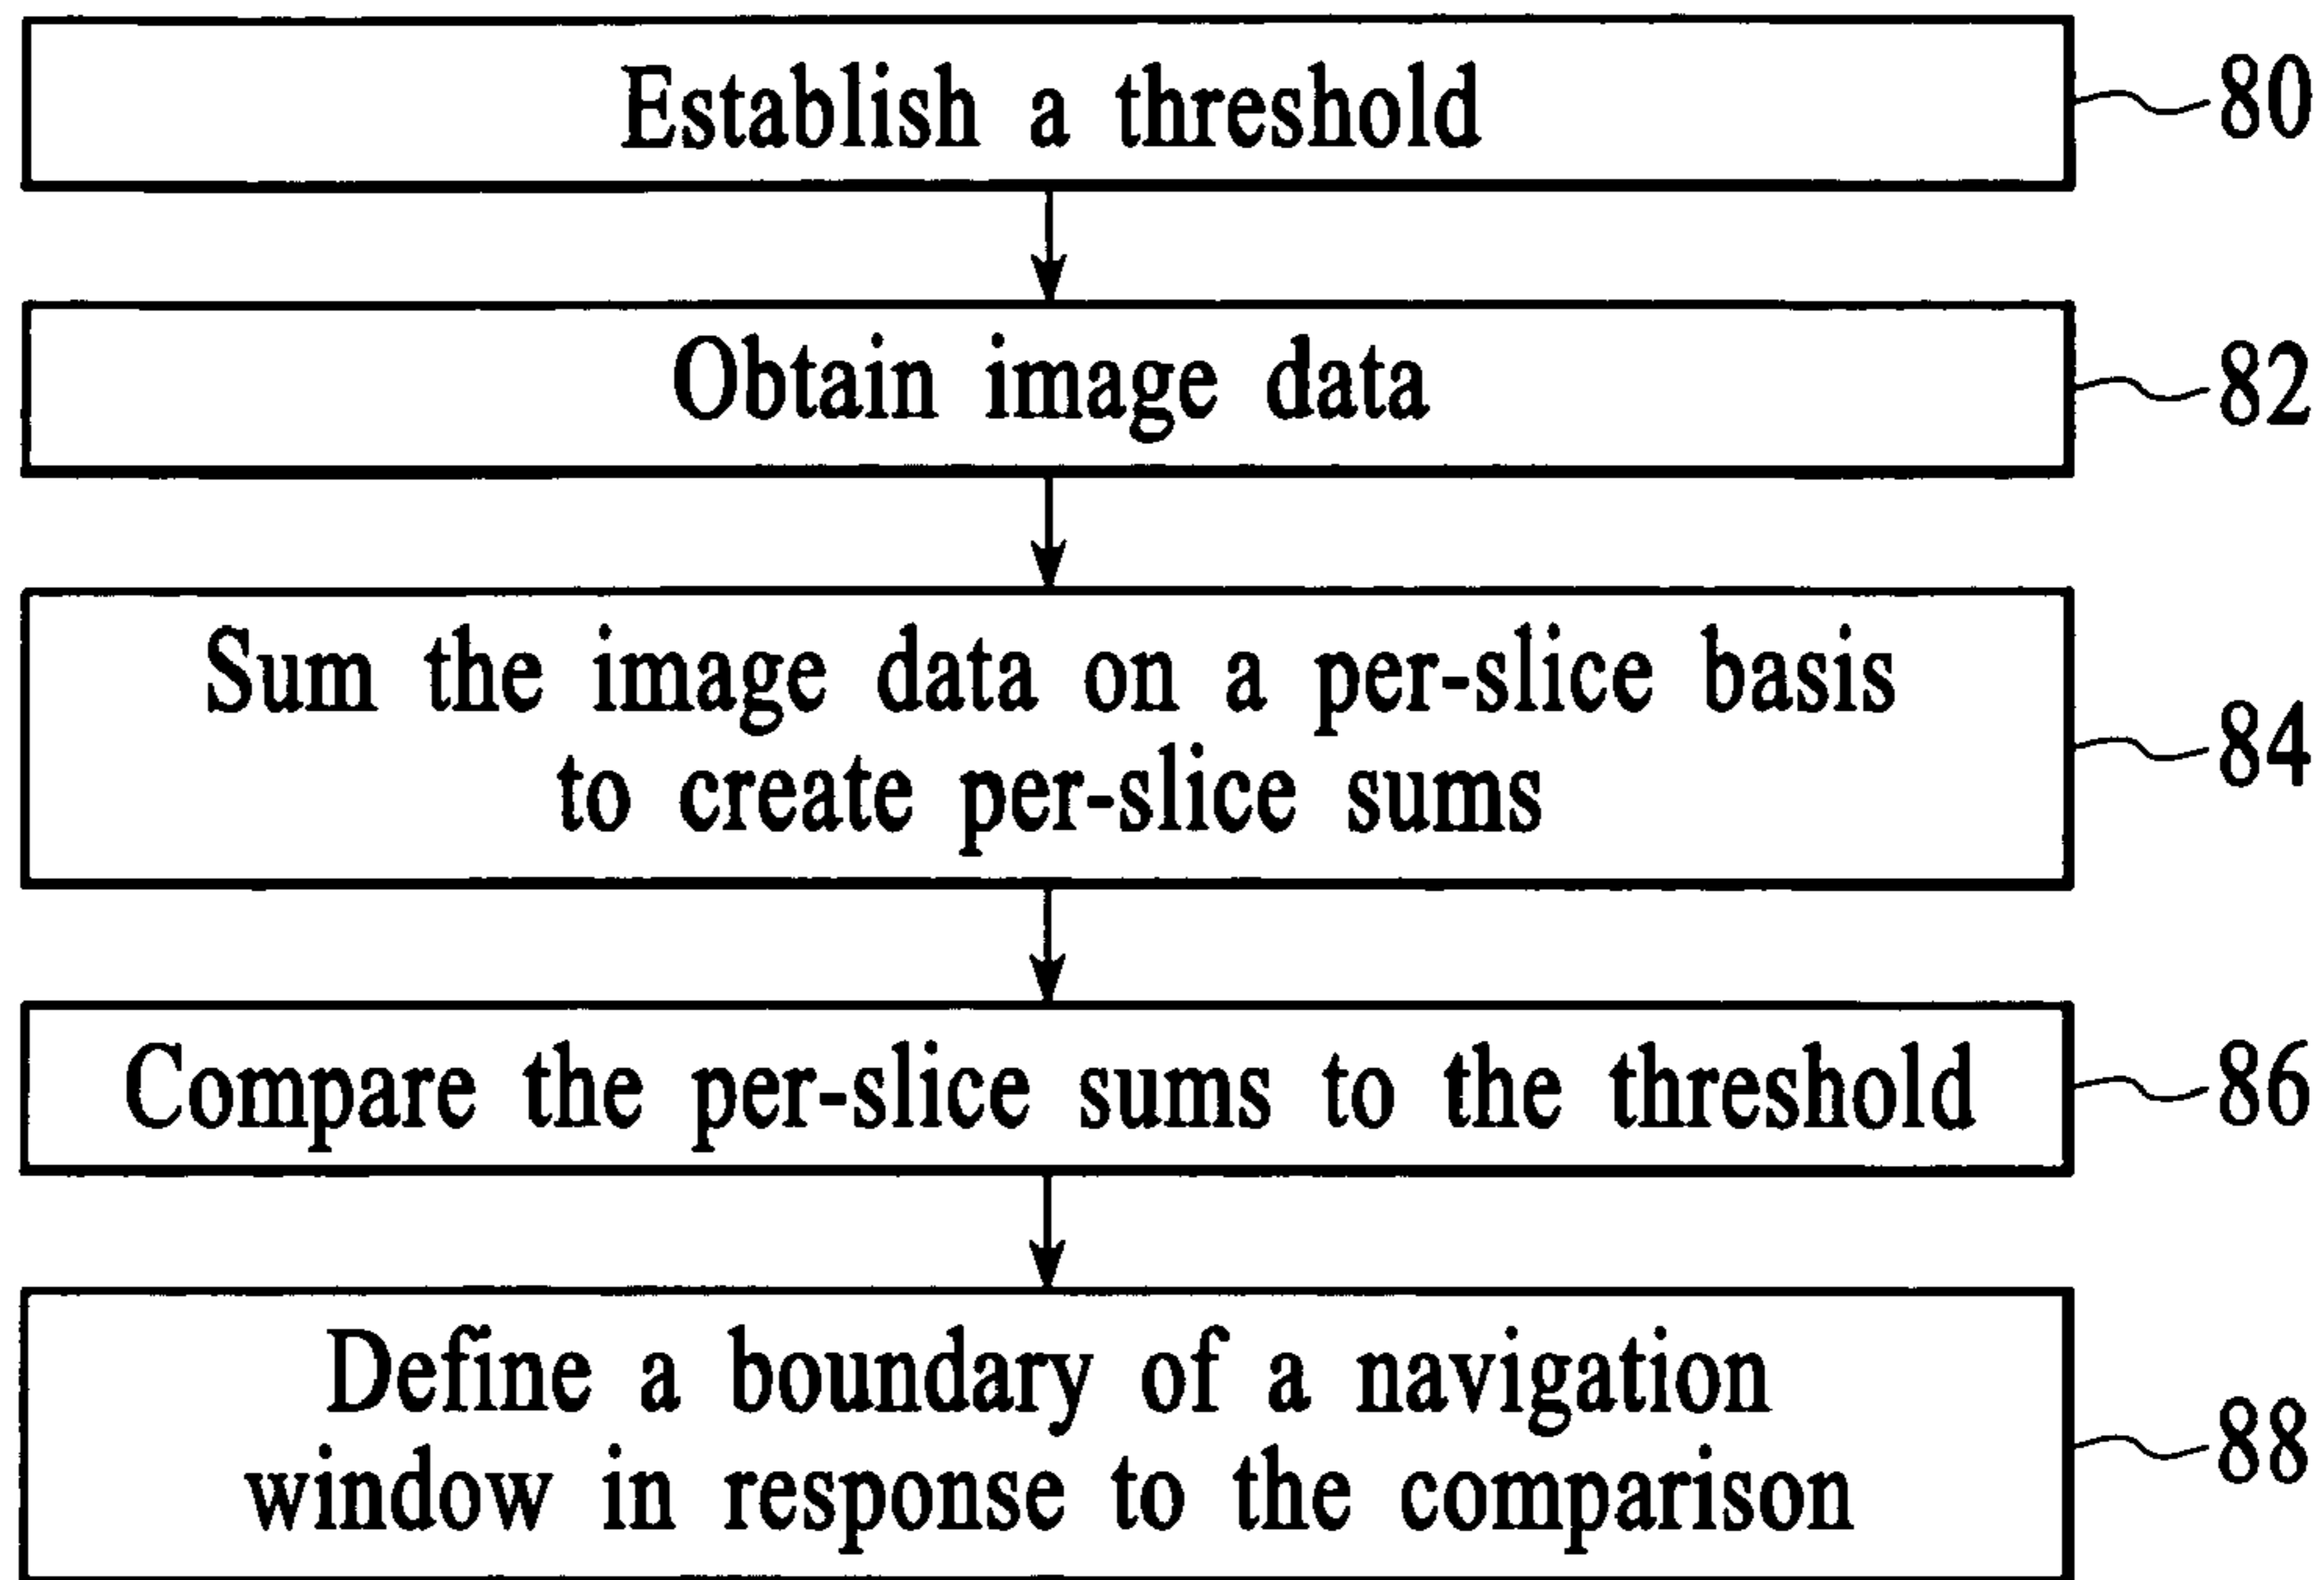 Establish a threshold
80
Obtain image data
82
Sum the image data on a per-slice basis
to create per-slice sums
84
Compare the per-slice sums to the threshold
86
Define a boundary of a navigation
window in response to the comparison
88